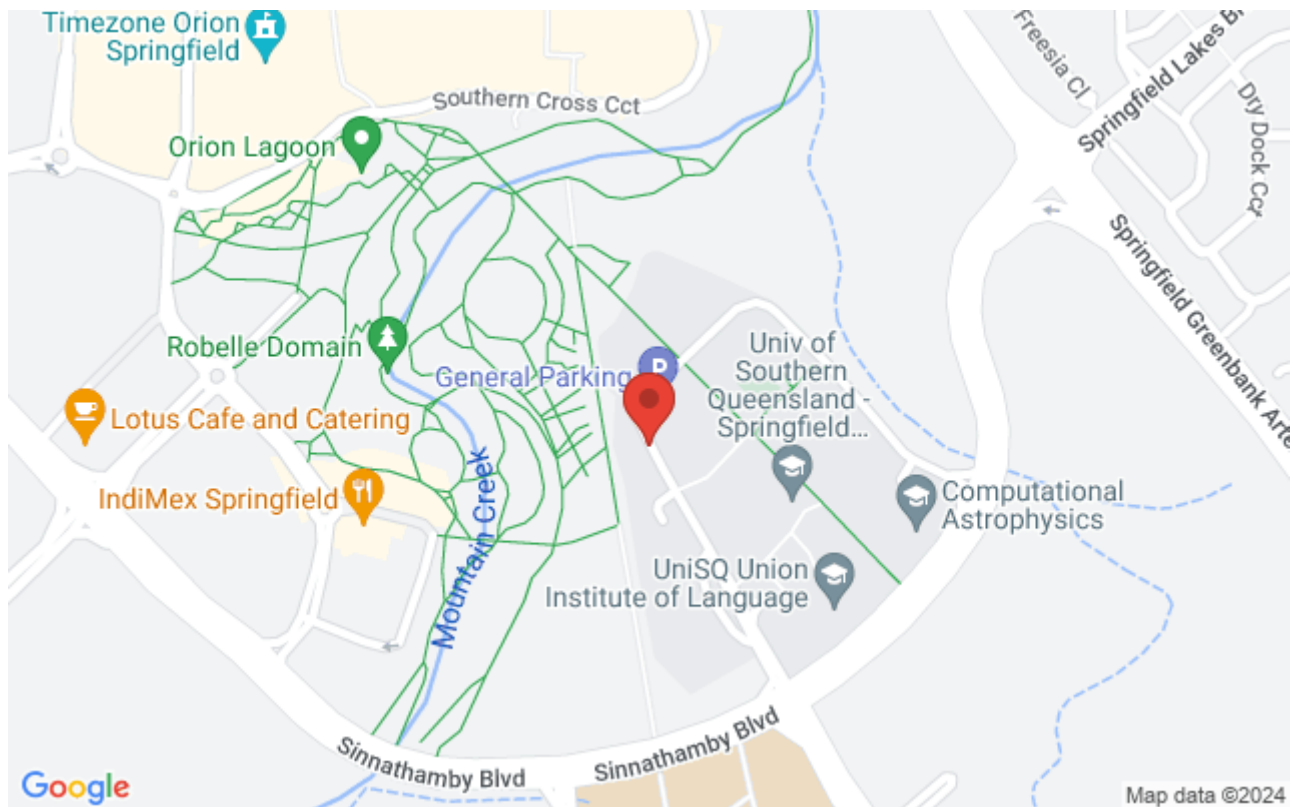 Timezone Orion
Springfield
Freesia Cl
Springfield Lakes B
Dry Dock Ccr
Southern Cross Cct
Orion Lagoon
Springfield Greenbank Arte
Robelle Domain
General Parking
P
Univ of
Southern
Queensland -
Springfield...
Lotus Cafe and Catering
IndiMex Springfield
Mountain Creek
Computational
Astrophysics
UniSQ Union
Institute of Language
Sinnathamby Blvd
Sinnathamby Blvd
Google
Map data ©2024